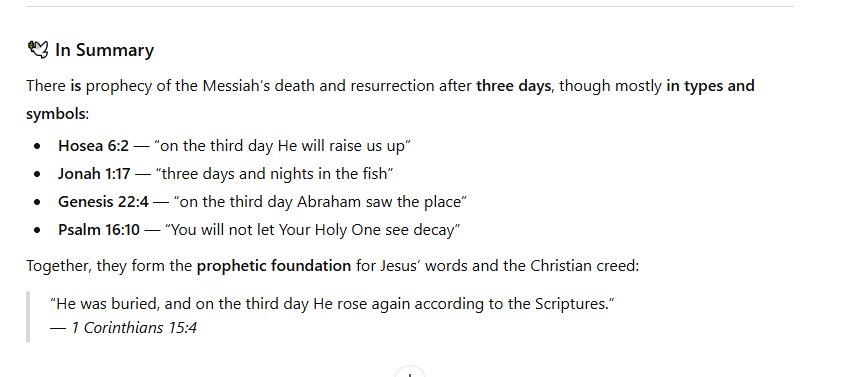 🕊️ In Summary
There is prophecy of the Messiah’s death and resurrection after three days, though mostly in types and
symbols:
• Hosea 6:2 — “on the third day He will raise us up”
• Jonah 1:17 — “three days and nights in the fish”
• Genesis 22:4 — “on the third day Abraham saw the place”
• Psalm 16:10 — “You will not let Your Holy One see decay”
Together, they form the prophetic foundation for Jesus’ words and the Christian creed:
“He was buried, and on the third day He rose again according to the Scriptures.”
— 1 Corinthians 15:4